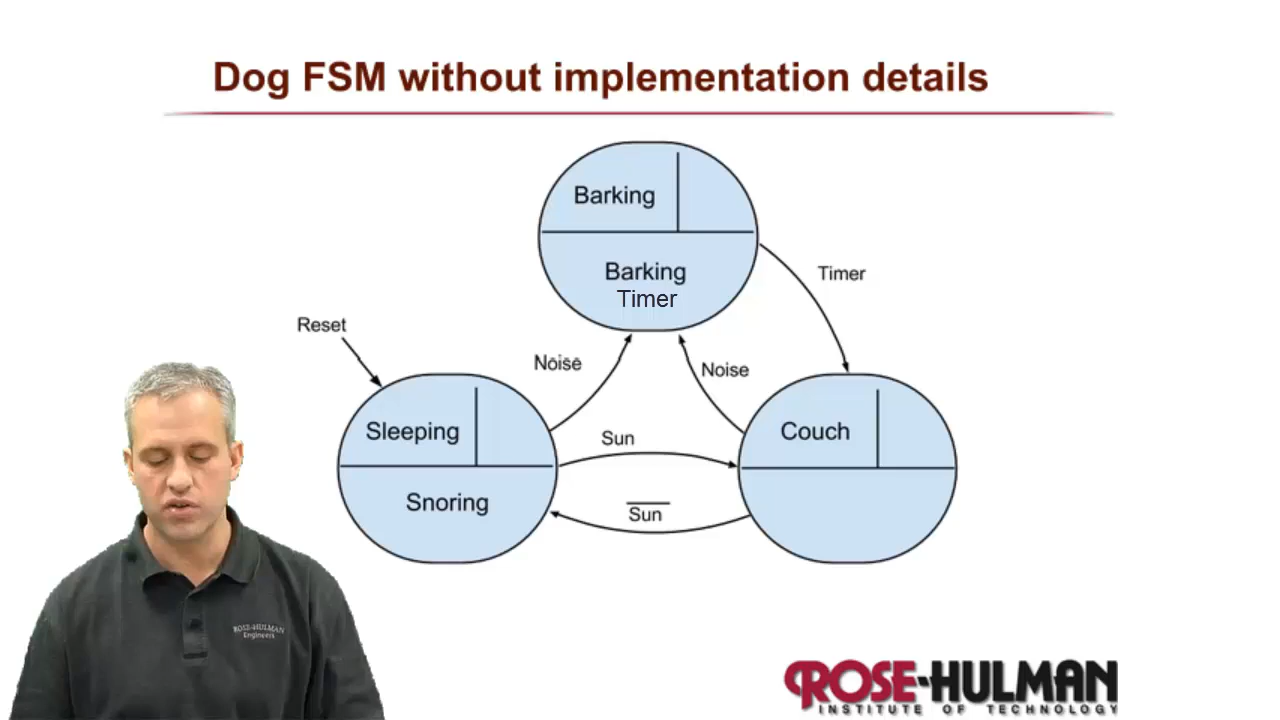 Dog FSM without implementation details
Barking
Barking
Timer
Timer
Reset
Noise
Noise
Sleeping
Snoring
Sun
Sun
Couch
ROSE-HULMAN
Engineers
ROSE-HULMAN
INSTITUTE OF TECHNOLOGY